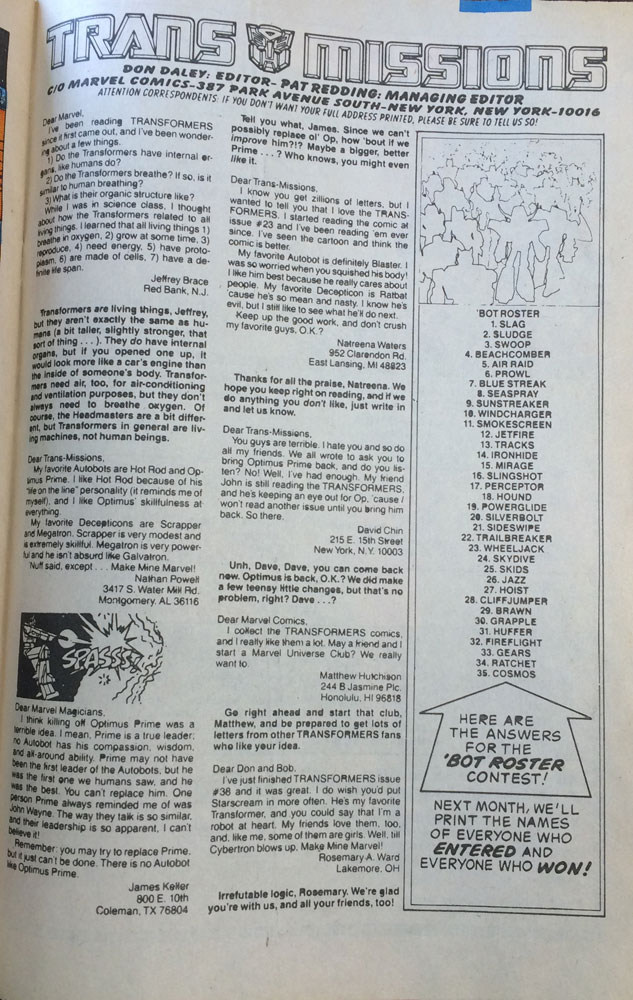 TRANS MISSIONS
DON DALEY: EDITOR- PAT REDDING: MANAGING EDITOR
C/O MARVEL COMICS-387 PARK AVENUE SOUTH-NEW YORK, NEW YORK-10016
ATTENTION CORRESPONDENTS: IF YOU DON'T WANT YOUR FULL ADDRESS PRINTED, PLEASE BE SURE TO TELL US SO!
Dear Marvel,
I've been reading TRANSFORMERS
since it first came out, and I've been wonder-
ing about a few things.
1) Do the Transformers have internal or-
gans, like humans do?
2) Do the Transformers breathe? If so, is it
similar to human breathing?
3) What is their organic structure like?
While I was in science class, I thought
about how the Transformers related to all
living things. I learned that all living things 1)
breathe in oxygen, 2) grow at some time, 3)
reproduce, 4) need energy, 5) have proto-
plasm, 6) are made of cells, 7) have a de-
finite life span.
Jeffrey Brace
Red Bank, N.J.
Transformers are living things, Jeffrey,
but they aren't exactly the same as hu-
mans (a bit taller, slightly stronger, that
sort of thing . . . ). They do have internal
organs, but if you opened one up, it
would look more like a car's engine than
the inside of someone's body. Transfor-
mers need air, too, for air-conditioning
and ventilation purposes, but they don't
always need to breathe oxygen. Of
course, the Headmasters are a bit differ-
ent, but Transformers in general are liv-
ing machines, not human beings.
Dear Trans-Missions,
My favorite Autobots are Hot Rod and Op-
timus Prime. I like Hot Rod because of his
"life on the line" personality (it reminds me of
myself), and I like Optimus' skillfulness at
everything.
My favorite Decepticons are Scrapper
and Megatron. Scrapper is very modest and
is extremely skillful. Megatron is very power-
ful and he isn't absurd like Galvatron.
'Nuff said, except . . . Make Mine Marvel!
Nathan Powell
3417 S. Water Mill Rd.
Montgomery, AL 36116
SPASSST
Dear Marvel Magicians,
I think killing off Optimus Prime was a
terrible idea. I mean, Prime is a true leader;
no Autobot has his compassion, wisdom,
and all-around ability. Prime may not have
been the first leader of the Autobots, but he
was the first one we humans saw, and he
was the best. You can't replace him. One
person Prime always reminded me of was
John Wayne. The way they talk is so similar,
and their leadership is so apparent, I can't
believe it!
Remember: you may try to replace Prime,
but it just can't be done. There is no Autobot
like Optimus Prime.
James Keller
800 E. 10th
Coleman, TX 76804
Tell you what, James. Since we can't
possibly replace ol' Op, how 'bout if we
improve him?!? Maybe a bigger, better
Prime . . . ? Who knows, you might even
like it.
Dear Trans-Missions,
I know you get zillions of letters, but I
wanted to tell you that I love the TRANS-
FORMERS. I started reading the comic at
issue #23 and I've been reading 'em ever
since. I've seen the cartoon and think the
comic is better.
My favorite Autobot is definitely Blaster. I
was so worried when you squished his body!
I like him best because he really cares about
people. My favorite Decepticon is Ratbat
'cause he's so mean and nasty. I know he's
evil, but I still like to see what he'll do next.
Keep up the good work, and don't crush
my favorite guys, O.K.?
Natreena Waters
952 Clarendon Rd.
East Lansing, MI 48823
Thanks for all the praise, Natreena. We
hope you keep right on reading, and if we
do anything you don't like, just write in
and let us know.
Dear Trans-Missions,
You guys are terrible. I hate you and so do
all my friends. We all wrote to ask you to
bring Optimus Prime back, and do you lis-
ten? No! Well, I've had enough. My friend
John is still reading the TRANSFORMERS,
and he's keeping an eye out for Op, 'cause I
won't read another issue until you bring him
back. So there.
David Chin
215 E. 15th Street
New York, N.Y. 10003
Unh, Dave, Dave, you can come back
now. Optimus is back, O.K.? We did make
a few teensy little changes, but that's no
problem, right? Dave . . .?
Dear Marvel Comics,
I collect the TRANSFORMERS comics,
and I really like them a lot. May a friend and I
start a Marvel Universe Club? We really
want to.
Matthew Hutchison
244 B Jasmine Plc.
Honolulu, HI 96818
Go right ahead and start that club,
Matthew, and be prepared to get lots of
letters from other TRANSFORMERS fans
who like your idea.
Dear Don and Bob,
I've just finished TRANSFORMERS issue
#38 and it was great. I do wish you'd put
Starscream in more often. He's my favorite
Transformer, and you could say that I'm a
robot at heart. My friends love them, too,
and, like me, some of them are girls. Well, till
Cybertron blows up, Make Mine Marvel!
Rosemary A. Ward
Lakemore, OH
Irrefutable logic, Rosemary. We're glad
you're with us, and all your friends, too!
'BOT ROSTER
1. SLAG
2. SLUDGE
3. SWOOP
4. BEACHCOMBER
5. AIR RAID
6. PROWL
7. BLUE STREAK
8. SEASPRAY
9. SUNSTREAKER
10. WINDCHARGER
11. SMOKESCREEN
12. JETFIRE
13. TRACKS
14. IRONHIDE
15. MIRAGE
16. SLINGSHOT
17. PERCEPTOR
18. HOUND
19. POWERGLIDE
20. SILVERBOLT
21. SIDESWIPE
22. TRAILBREAKER
23. WHEELJACK
24. SKYDIVE
25. SKIDS
26. JAZZ
27. HOIST
28. CLIFFJUMPER
29. BRAWN
30. GRAPPLE
31. HUFFER
32. FIREFLIGHT
33. GEARS
34. RATCHET
35. COSMOS
HERE ARE
THE ANSWERS
FOR THE
'BOT ROSTER
CONTEST!
NEXT MONTH, WE'LL
PRINT THE NAMES
OF EVERYONE WHO
ENTERED AND
EVERYONE WHO WON!